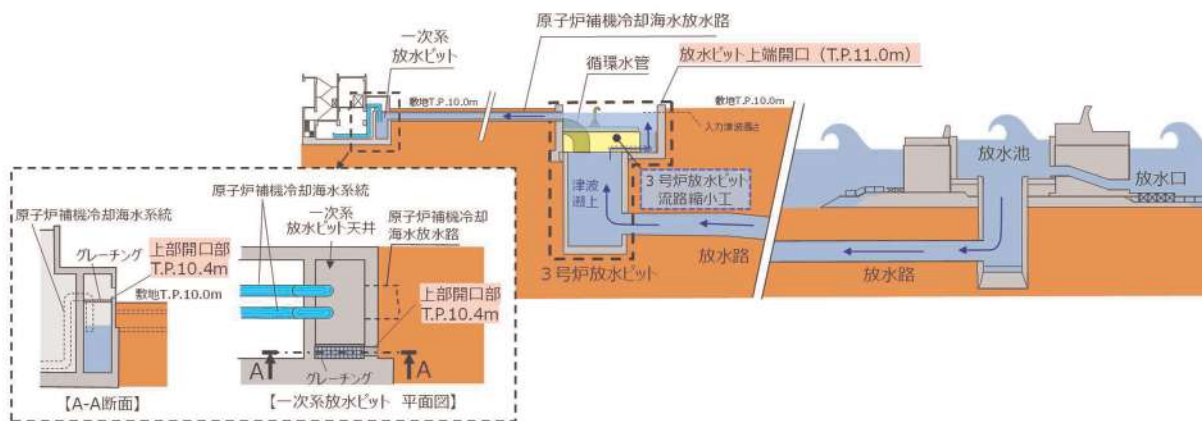 原子炉補機冷却海水放水路
一次系
放水ピット
循環水管
放水ピット上端開口（T.P.11.0m）
敷地T.P.10.0m
敷地T.P.10.0m
入力津波高さ
放水池
放水口
3号炉放水ピット
流路縮小工
津波
遡上
3号炉放水ピット
放水路
放水路
原子炉補機冷却海水系統
原子炉補機冷却海水系統
一次系
放水ピット天井
原子炉補機冷却
海水放水路
グレーチング
上部開口部
T.P.10.4m
敷地T.P.10.0m
上部開口部
T.P.10.4m
A
A
グレーチング
【A-A断面】
【一次系放水ピット 平面図】